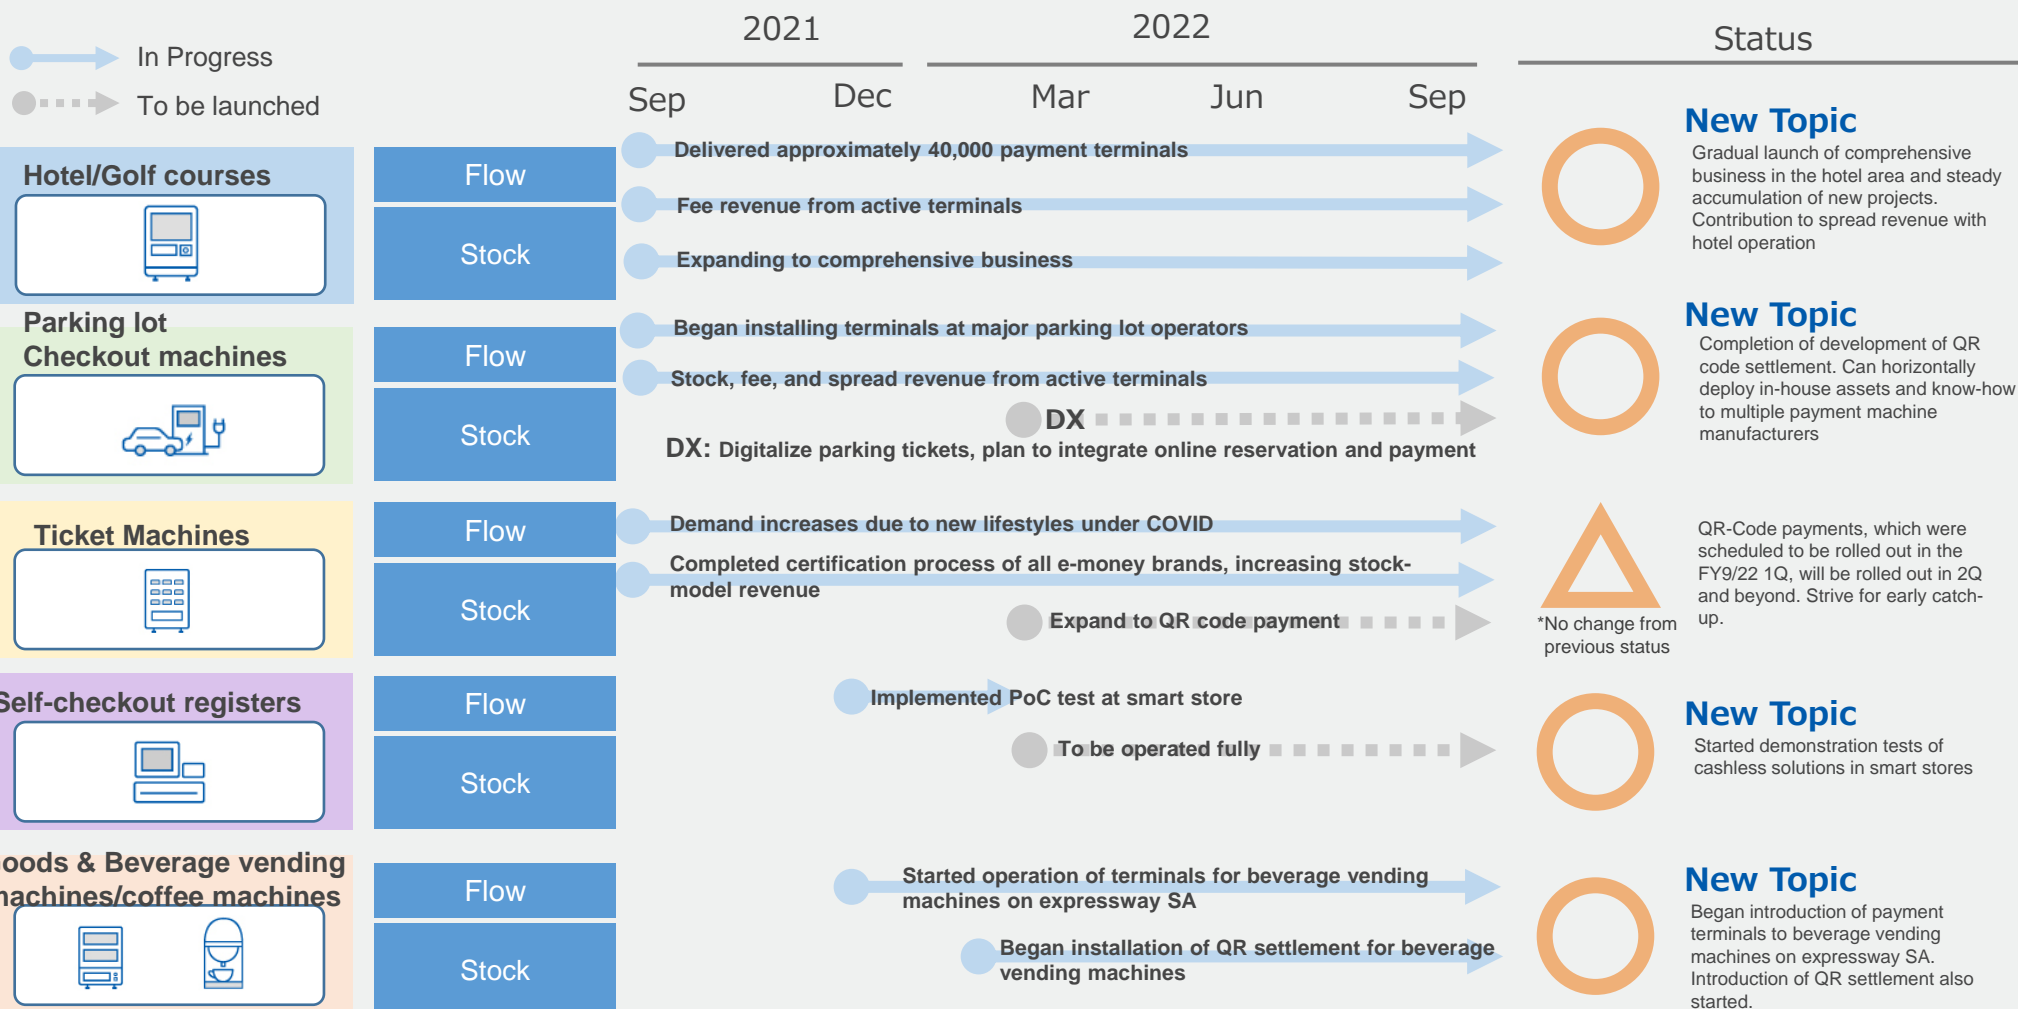 2021
2022
Status
In Progress
To be launched
Sep
Dec
Mar
Jun
Sep
Hotel/Golf courses
Flow
Stock
Delivered approximately 40,000 payment terminals
Fee revenue from active terminals
Expanding to comprehensive business
New Topic
Gradual launch of comprehensive
business in the hotel area and steady
accumulation of new projects.
Contribution to spread revenue with
hotel operation
Parking lot
Checkout machines
Flow
Stock
Began installing terminals at major parking lot operators
Stock, fee, and spread revenue from active terminals
DX
DX: Digitalize parking tickets, plan to integrate online reservation and payment
New Topic
Completion of development of QR
code settlement. Can horizontally
deploy in-house assets and know-how
to multiple payment machine
manufacturers
Ticket Machines
Flow
Stock
Demand increases due to new lifestyles under COVID
Completed certification process of all e-money brands, increasing stock-
model revenue
Expand to QR code payment
*No change from
previous status
QR-Code payments, which were
scheduled to be rolled out in the
FY9/22 1Q, will be rolled out in 2Q
and beyond. Strive for early catch-
up.
Self-checkout registers
Flow
Stock
Implemented PoC test at smart store
To be operated fully
New Topic
Started demonstration tests of
cashless solutions in smart stores
oods & Beverage vending
machines/coffee machines
Flow
Stock
Started operation of terminals for beverage vending
machines on expressway SA
Began installation of QR settlement for beverage
vending machines
New Topic
Began introduction of payment
terminals to beverage vending
machines on expressway SA.
Introduction of QR settlement also
started.